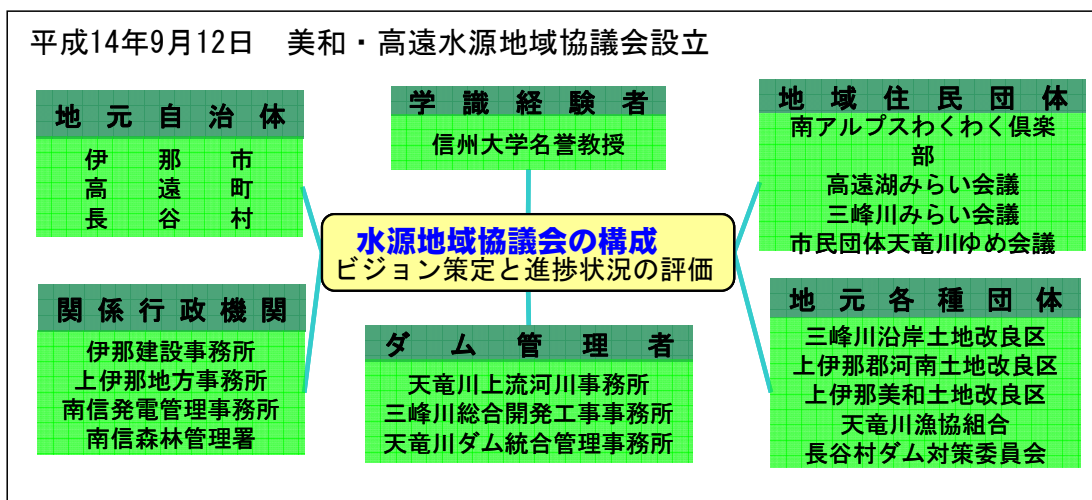 平成14年9月12日　美和・高遠水源地域協議会設立
地元自治体
伊那市
高遠町
長谷村
学識経験者
信州大学名誉教授
地域住民団体
南アルプスわくわく倶楽
部
高遠湖みらい会議
三峰川みらい会議
市民団体天竜川ゆめ会議
水源地域協議会の構成
ビジョン策定と進捗状況の評価
関係行政機関
伊那建設事務所
上伊那地方事務所
南信発電管理事務所
南信森林管理署
ダム管理者
天竜川上流河川事務所
三峰川総合開発工事事務所
天竜川ダム統合管理事務所
地元各種団体
三峰川沿岸土地改良区
上伊那郡河南土地改良区
上伊那美和土地改良区
天竜川漁協組合
長谷村ダム対策委員会